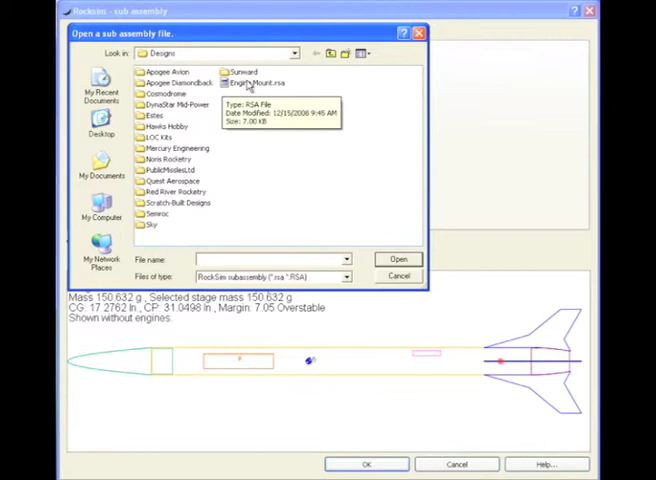 Rocksim - sub assembly
Open a sub assembly file.
Look in: Designs
My Recent
Documents
Desktop
My Documents
My Computer
My Network
Places
Apogee Avion
Apogee Diamondback
Cosmodrome
DynaStar Mid-Power
Estes
Hawks Hobby
LOC Kits
Mercury Engineering
Noris Rocketry
PublicMissilesLtd
Quest Aerospace
Red River Rocketry
Scratch-Built Designs
Semroc
Sky
Sunward
Mount.rsa
Type: RSA File
Date Modified: 12/15/2008 9:45 AM
Size: 7.00 KB
File name:
Open
Files of type: RockSim subassembly (*.rsa *.RSA)
Cancel
Mass 150.632 g , Selected stage mass 150.632 g
CG: 17.2762 In., CP: 31.0498 In., Margin: 7.05 Overstable
Shown without engines.
OK
Cancel
Help...